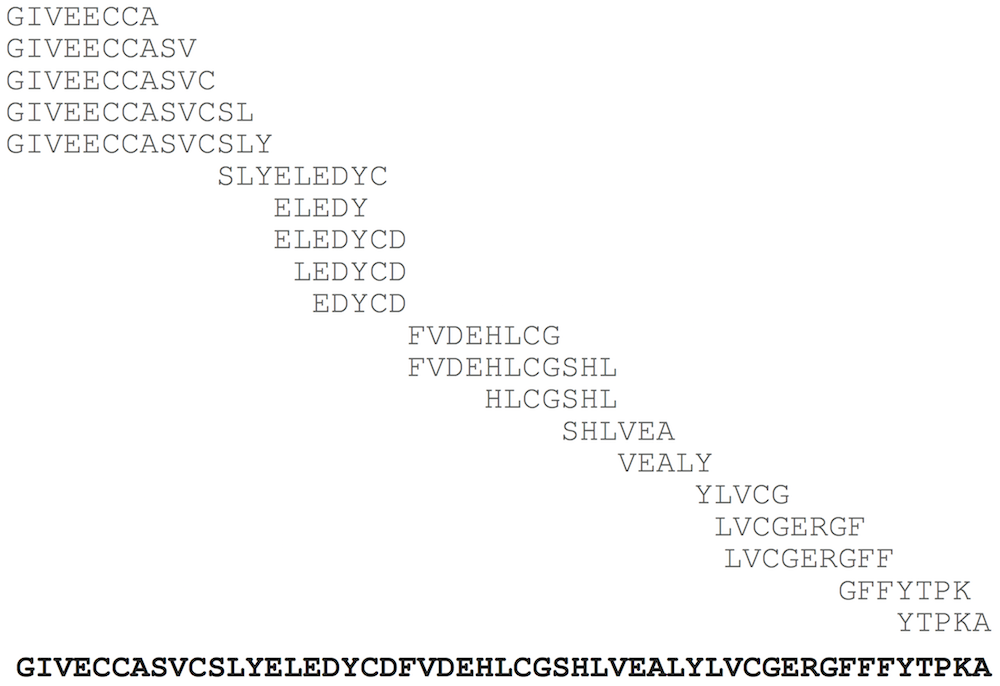 GIVEECCA
GIVEECCASV
GIVEECCASVC
GIVEECCASVCSL
GIVEECCASVCSLY
SLYELEDYC
ELEDY
ELEDYCD
LEDYCD
EDYCD
FVDEHLCG
FVDEHLCGSHL
HLCGSHL
SHLVEA
VEALY
YLVCG
LVCGERGF
LVCGERGFF
GFFYTPK
YTPKA
GIVECCASVCSLYELEDYCDFVDEHLCGSHLVEALYLVCGERGFFFYTPKA